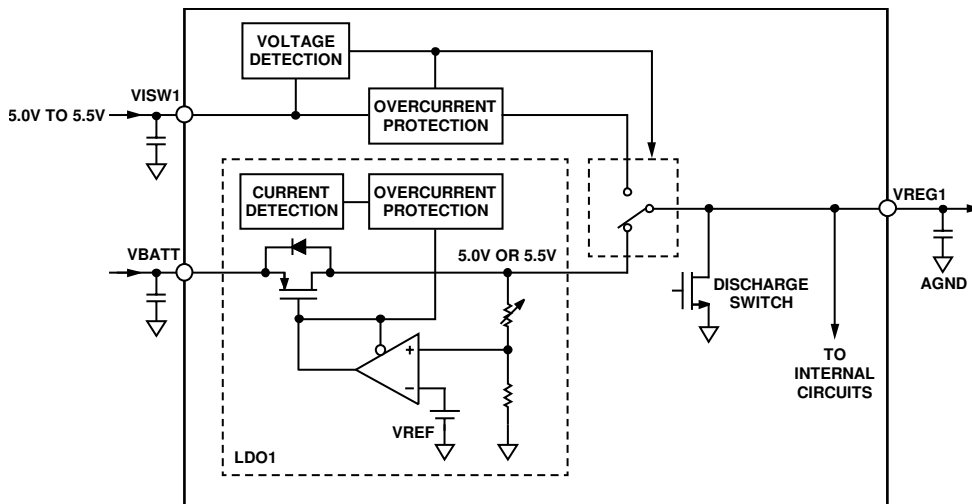 VOLTAGE
DETECTION
VISW1
5.0V TO 5.5V
OVERCURRENT
PROTECTION
CURRENT
DETECTION
OVERCURRENT
PROTECTION
VREG1
VBATT
5.0V OR 5.5V
AGND
DISCHARGE
SWITCH
+
–
TO
INTERNAL
CIRCUITS
VREF
LDO1